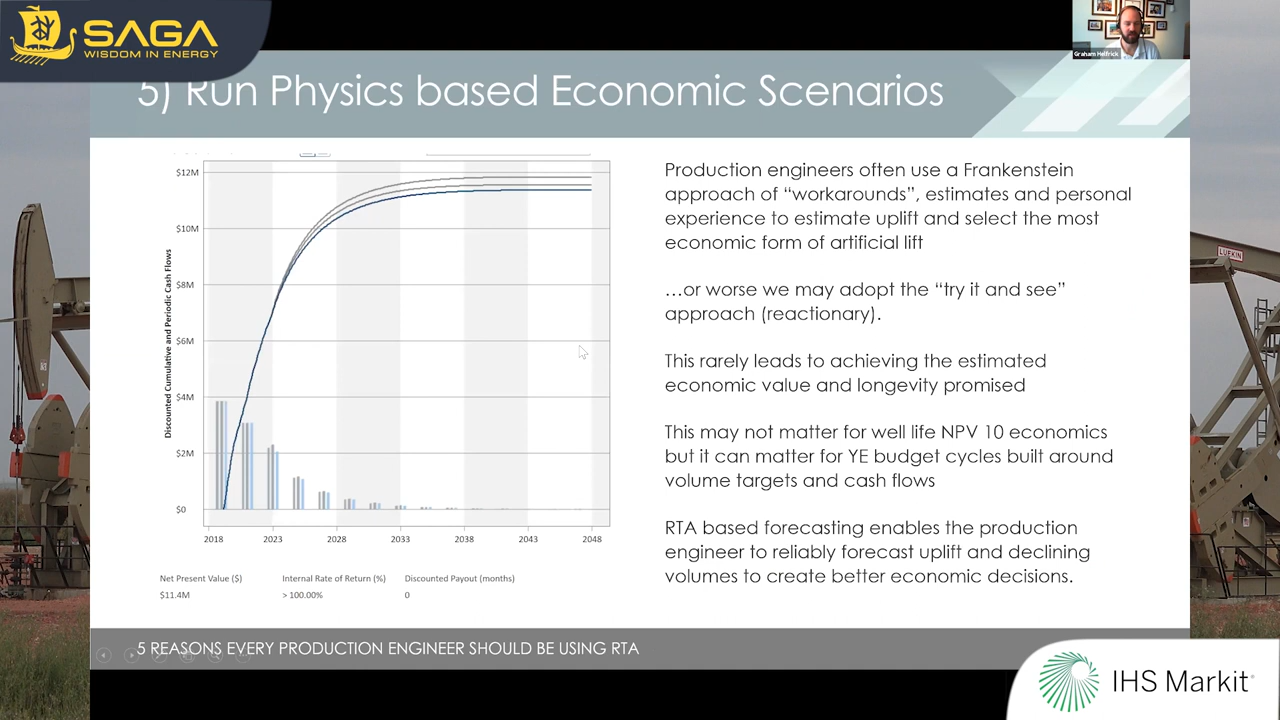 SAGA
WISDOM IN ENERGY
Graham Helfrick
5) Run Physics based Economic Scenarios
$12M
$10M
$8M
$6M
$4M
$2M
$0
Discounted Cumulative and Periodic Cash Flows
2018 2023 2028 2033 2038 2043 2048
Net Present Value ($) Internal Rate of Return (%) Discounted Payout (months)
$11.4M > 100.00% 0
Production engineers often use a Frankenstein
approach of “workarounds”, estimates and personal
experience to estimate uplift and select the most
economic form of artificial lift
…or worse we may adopt the “try it and see”
approach (reactionary).
This rarely leads to achieving the estimated
economic value and longevity promised
This may not matter for well life NPV 10 economics
but it can matter for YE budget cycles built around
volume targets and cash flows
RTA based forecasting enables the production
engineer to reliably forecast uplift and declining
volumes to create better economic decisions.
LUFKIN
5 REASONS EVERY PRODUCTION ENGINEER SHOULD BE USING RTA
IHS Markit®